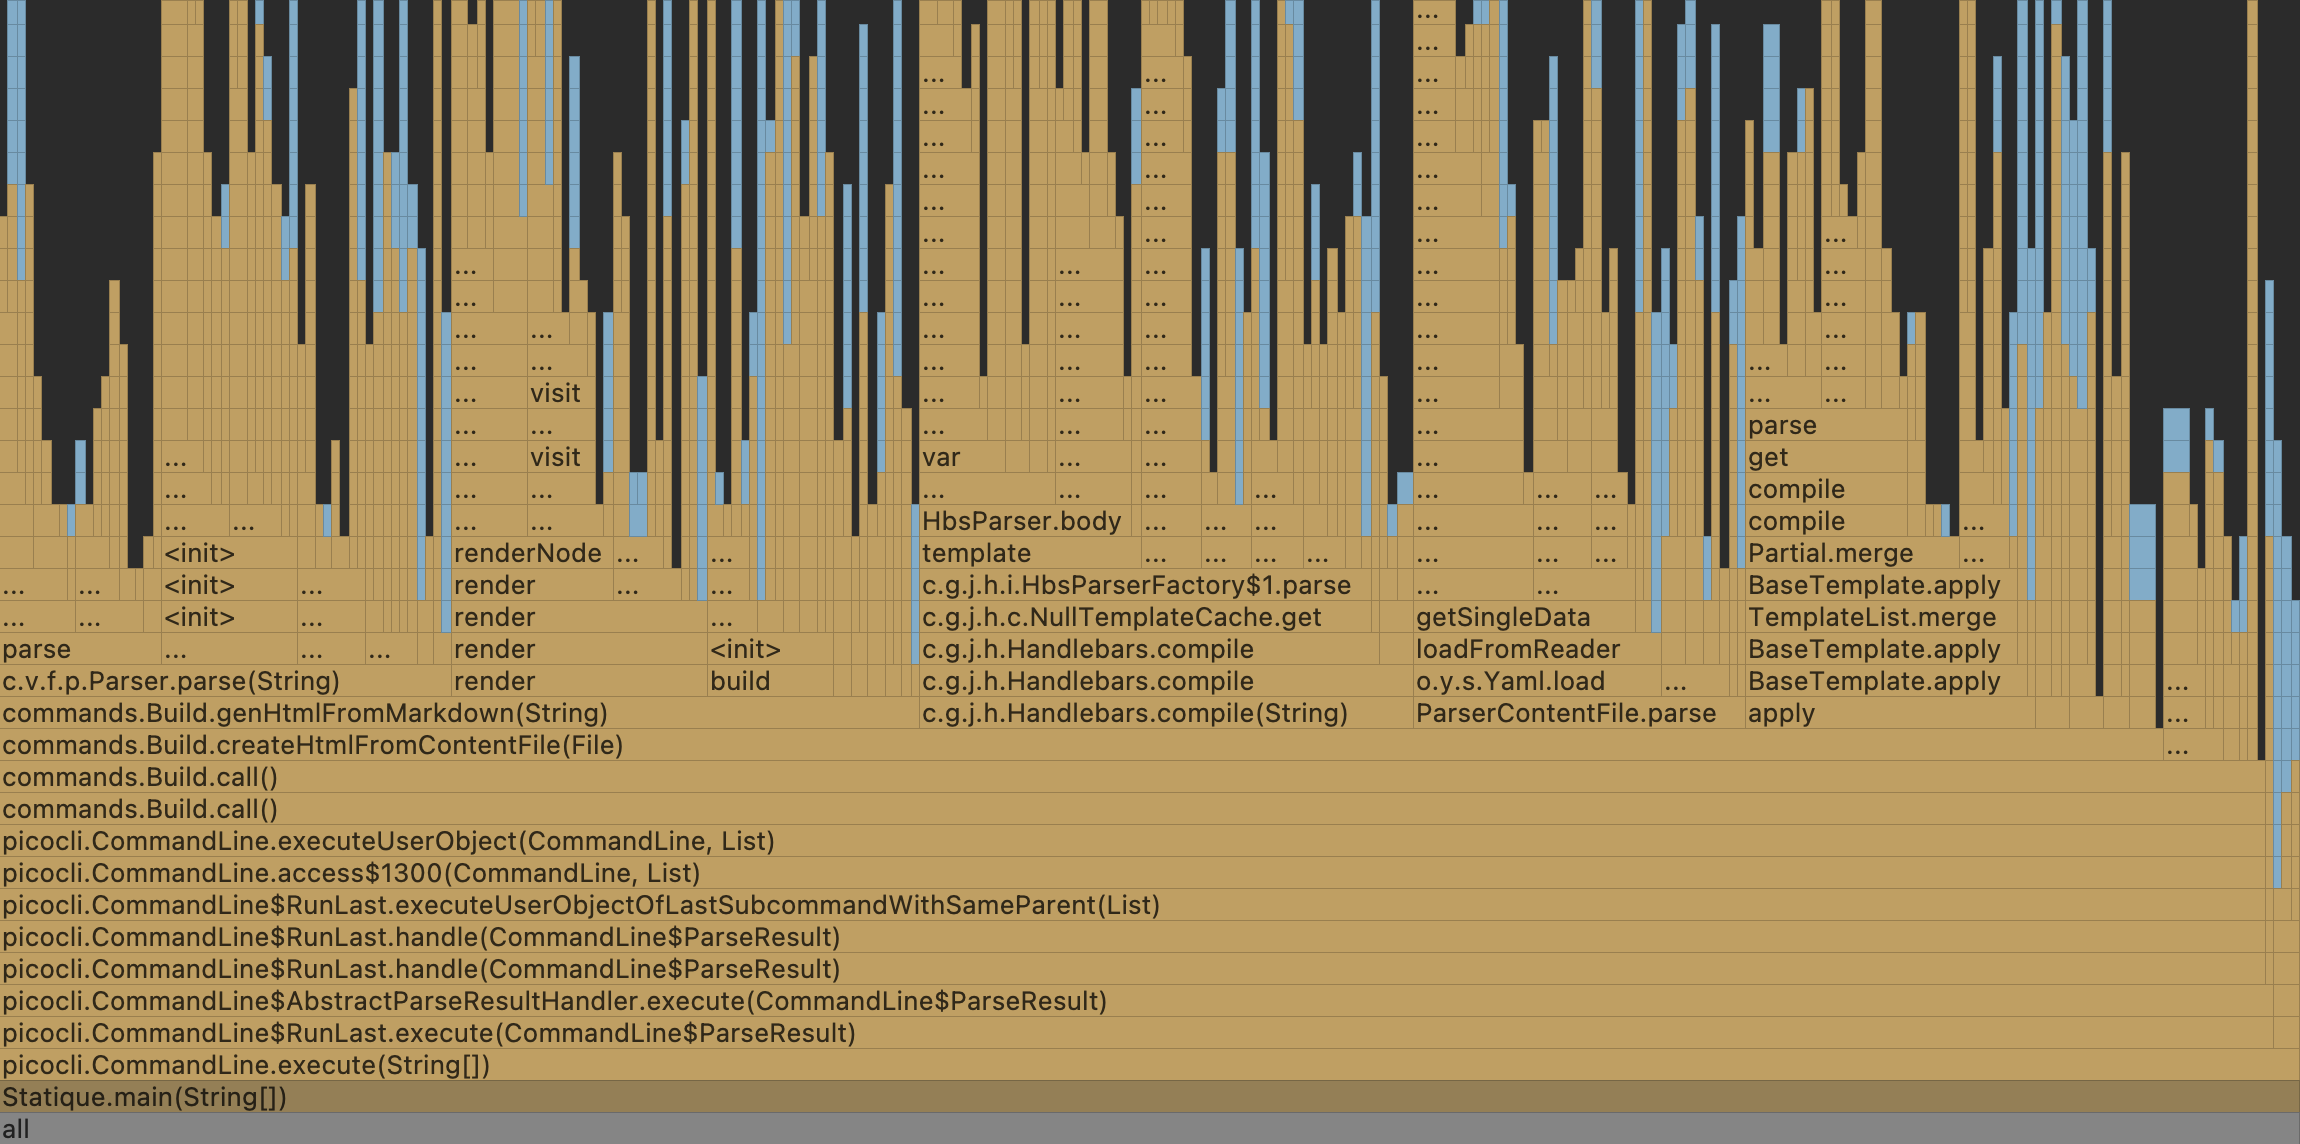 ...
...
... ... ...
... ... ...
... ... ...
... ... ...
... ... ...
... ... ... ...
... ... ... ... ... ...
... ... ... ... ... ...
... ... ... ... ... ... ...
... ... ... ... ... ... ... ...
... visit ... ... ... ... ... ...
... ... ... ... ... ... parse
... ... visit var ... ... ... get
... ... ... ... ... ... ... ... ... ... compile
... ... ... ... HbsParser.body ... ... ... ... ... ... compile ...
<init> renderNode ... ... template ... ... ... ... ... ... ... Partial.merge ...
... ... <init> ... render ... ... c.g.j.h.i.HbsParserFactory$1.parse ... ... BaseTemplate.apply
... ... <init> ... render ... c.g.j.h.c.NullTemplateCache.get getSingleData TemplateList.merge
parse ... ... ... render <init> c.g.j.h.Handlebars.compile loadFromReader BaseTemplate.apply
c.v.f.p.Parser.parse(String) render build c.g.j.h.Handlebars.compile o.y.s.Yaml.load ... BaseTemplate.apply ...
commands.Build.genHtmlFromMarkdown(String) c.g.j.h.Handlebars.compile(String) ParserContentFile.parse apply ...
commands.Build.createHtmlFromContentFile(File) ...
commands.Build.call()
commands.Build.call()
picocli.CommandLine.executeUserObject(CommandLine, List)
picocli.CommandLine.access$1300(CommandLine, List)
picocli.CommandLine$RunLast.executeUserObjectOfLastSubcommandWithSameParent(List)
picocli.CommandLine$RunLast.handle(CommandLine$ParseResult)
picocli.CommandLine$RunLast.handle(CommandLine$ParseResult)
picocli.CommandLine$AbstractParseResultHandler.execute(CommandLine$ParseResult)
picocli.CommandLine$RunLast.execute(CommandLine$ParseResult)
picocli.CommandLine.execute(String[])
Statique.main(String[])
all